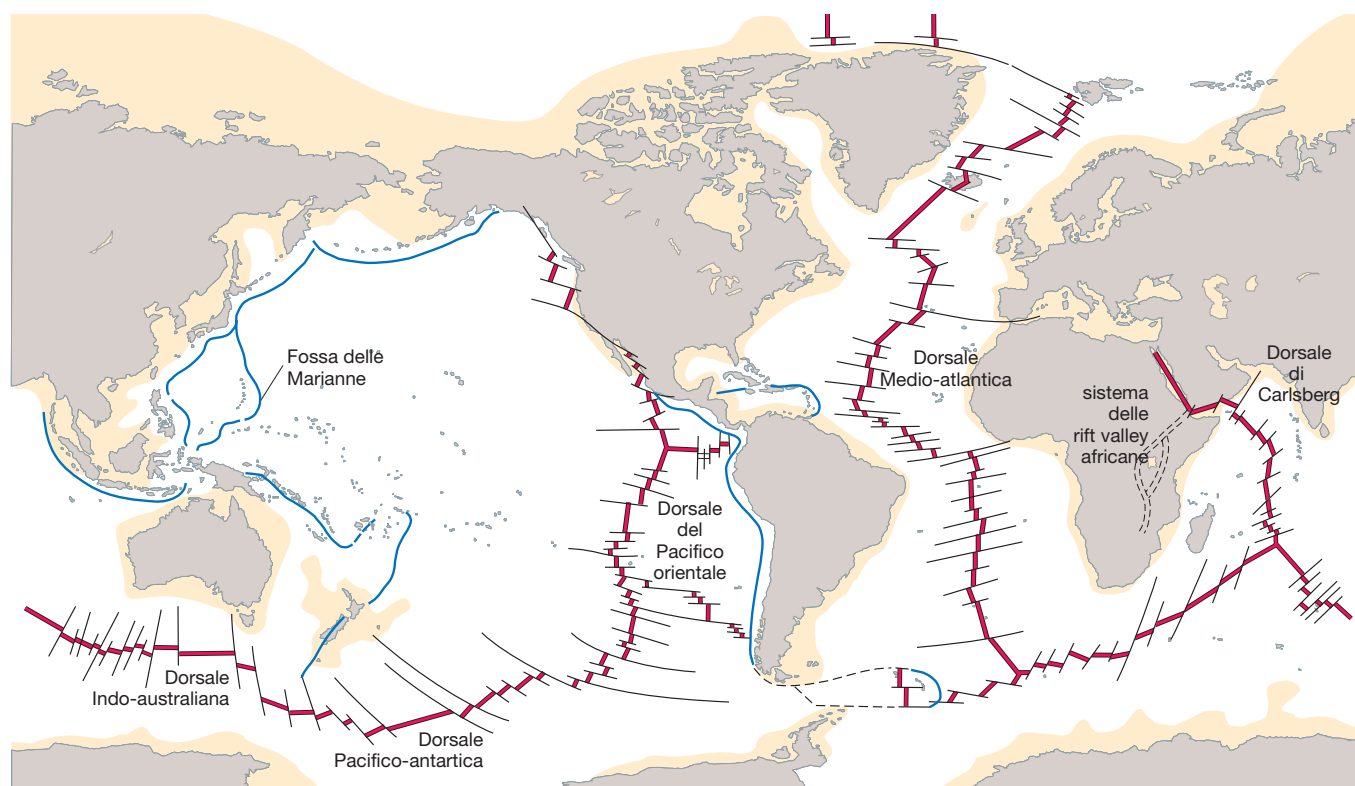 Fossa delle
Marianne
Dorsale
Medio-atlantica
Dorsale
di
Carlsberg
sistema
delle
rift valley
africane
Dorsale
del
Pacifico
orientale
Dorsale
Indo-australiana
Dorsale
Pacifico-antartica